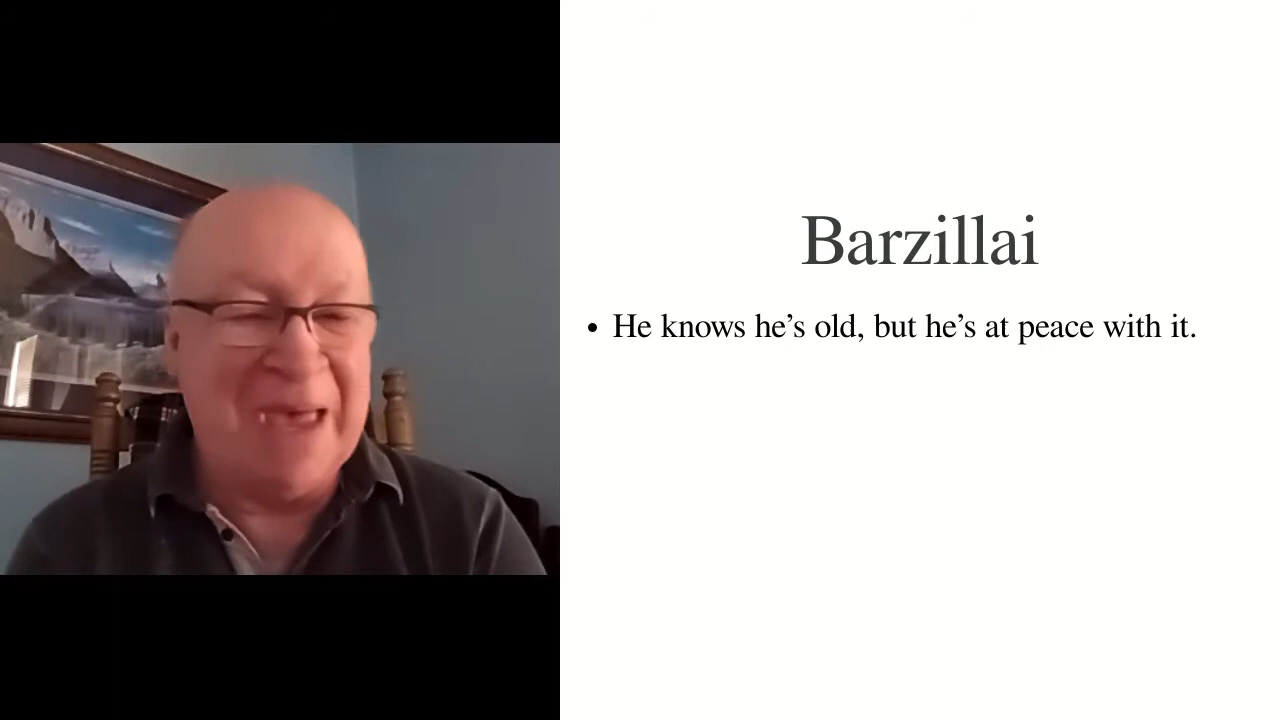 Barzillai
• He knows he’s old, but he’s at peace with it.